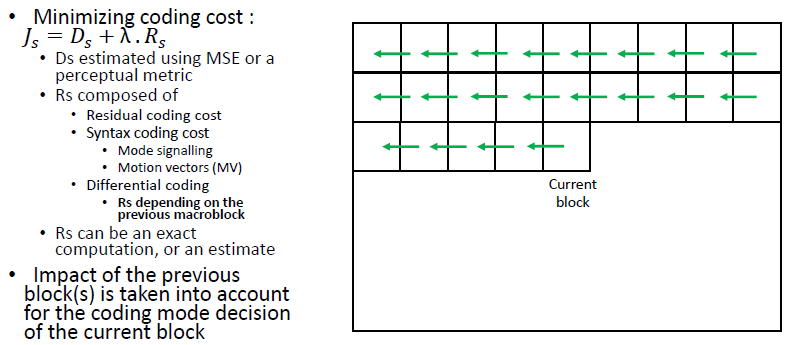 • Minimizing coding cost :
J_s = D_s + λ. R_s
• Ds estimated using MSE or a
perceptual metric
• Rs composed of
• Residual coding cost
• Syntax coding cost
• Mode signalling
• Motion vectors (MV)
• Differential coding
• Rs depending on the
previous macroblock
• Rs can be an exact
computation, or an estimate
• Impact of the previous
block(s) is taken into account
for the coding mode decision
of the current block
Current
block